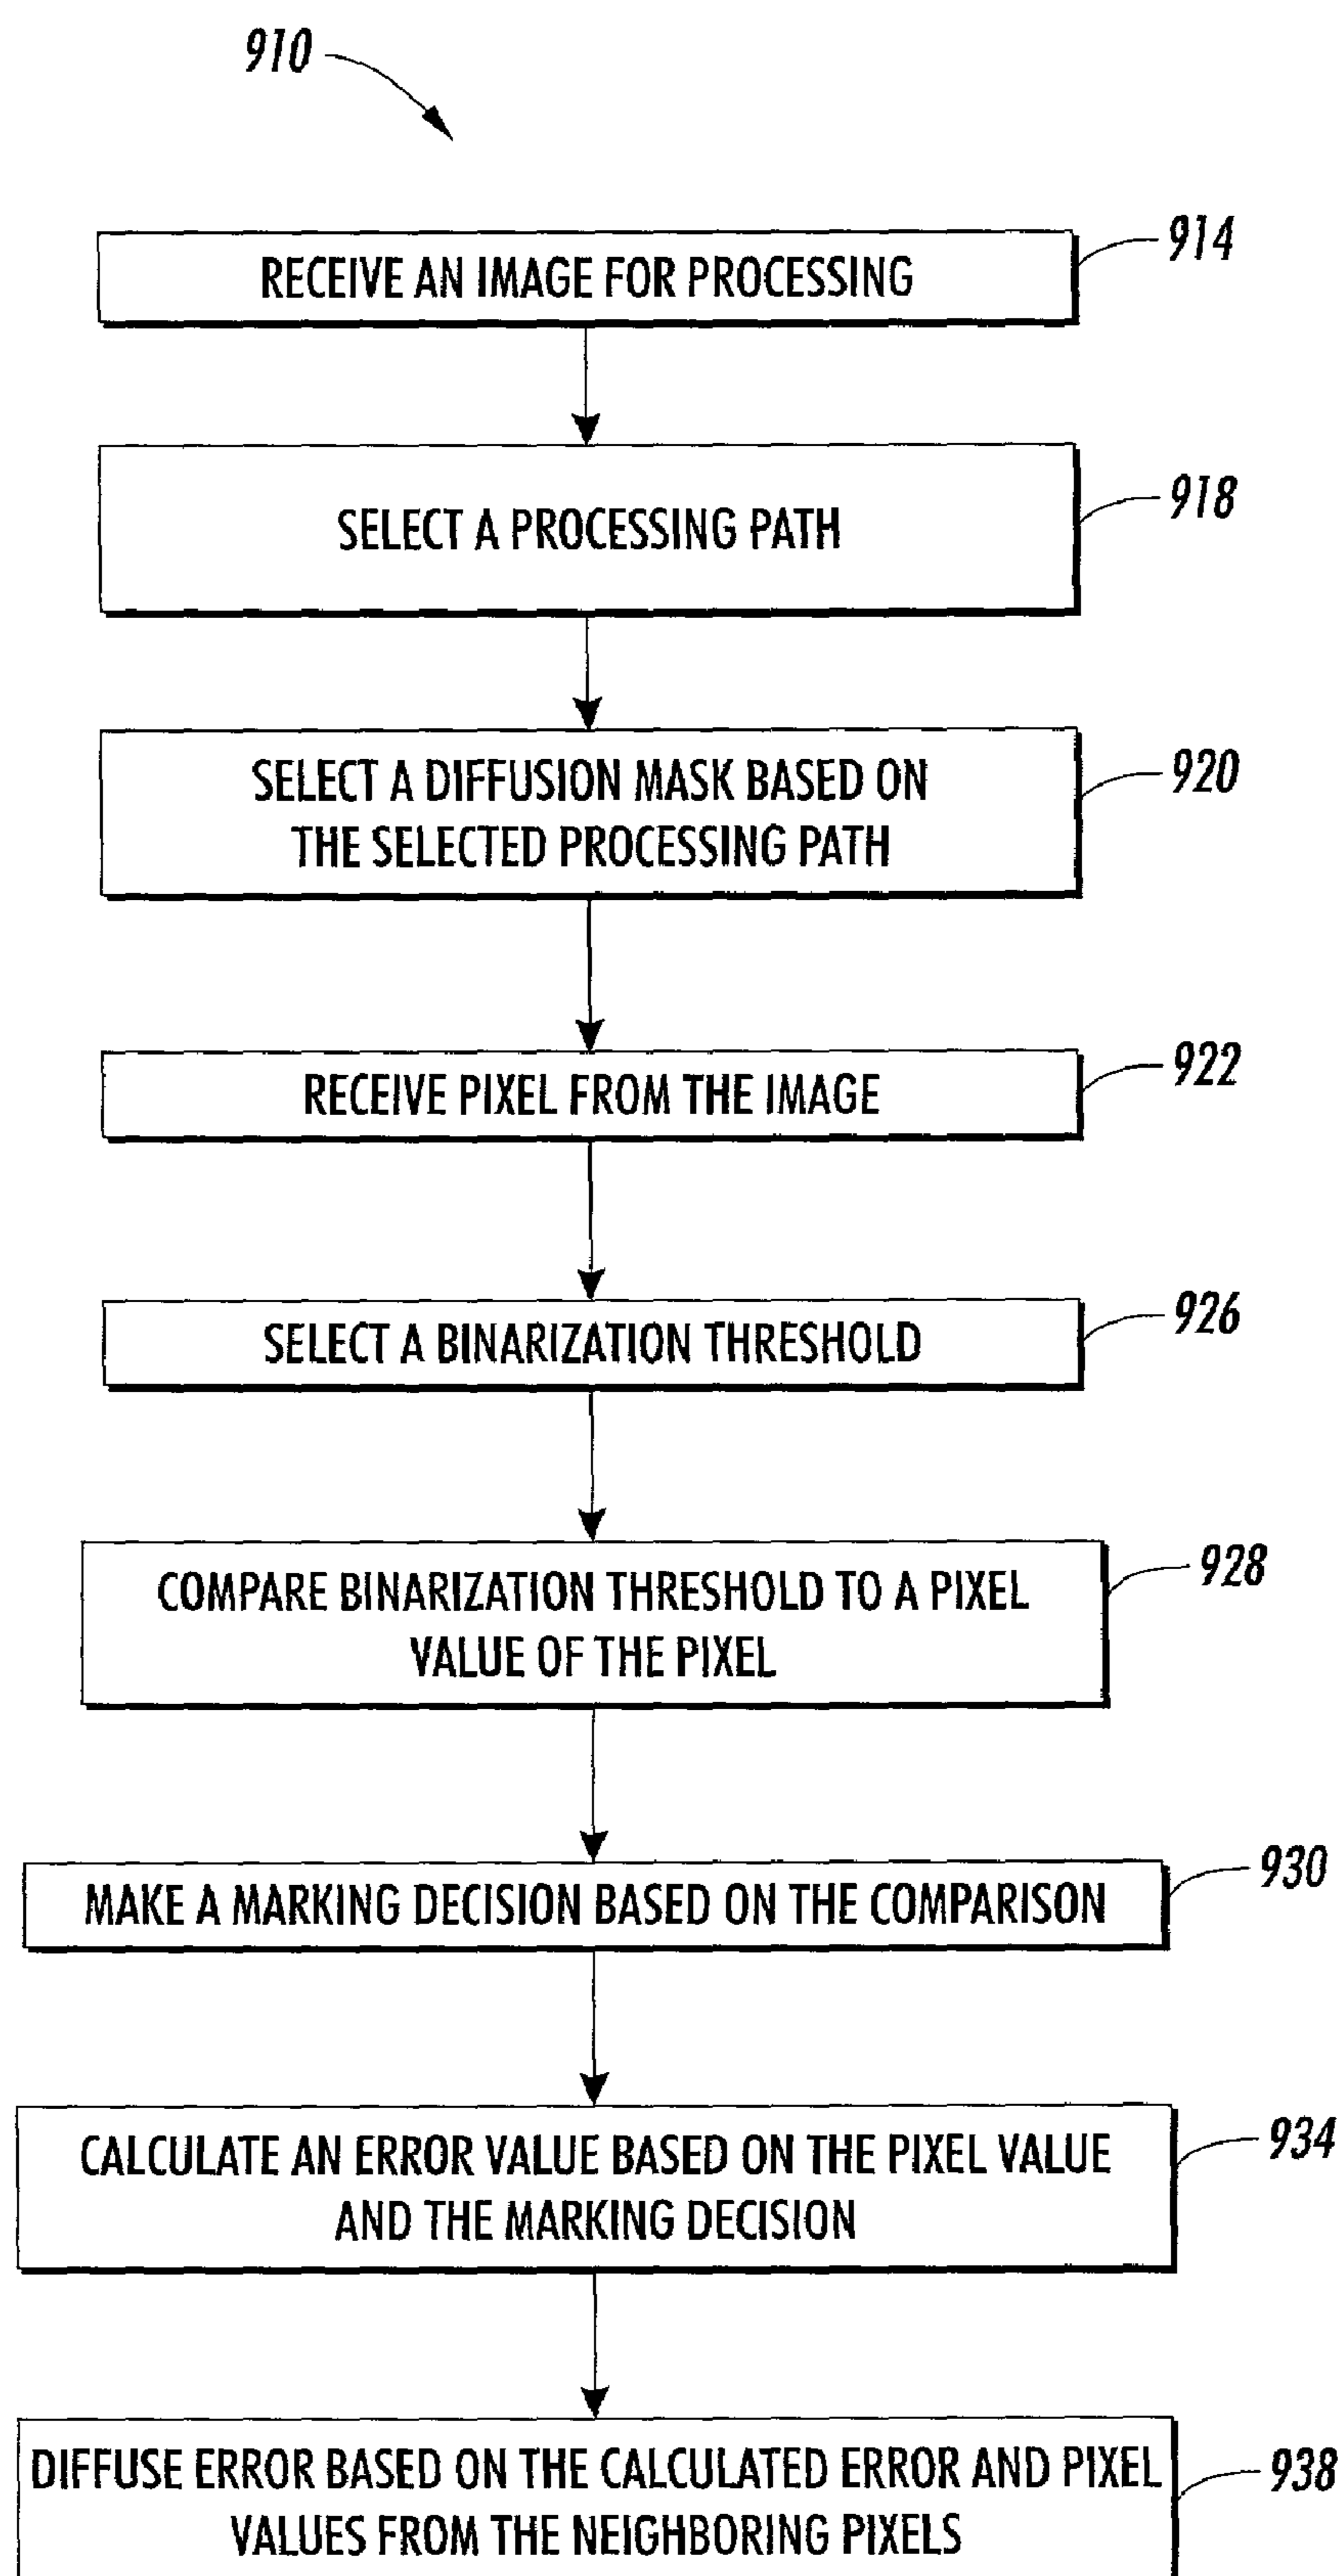 910
RECEIVE AN IMAGE FOR PROCESSING
914
SELECT A PROCESSING PATH
918
SELECT A DIFFUSION MASK BASED ON
THE SELECTED PROCESSING PATH
920
RECEIVE PIXEL FROM THE IMAGE
922
SELECT A BINARIZATION THRESHOLD
926
COMPARE BINARIZATION THRESHOLD TO A PIXEL
VALUE OF THE PIXEL
928
MAKE A MARKING DECISION BASED ON THE COMPARISON
930
CALCULATE AN ERROR VALUE BASED ON THE PIXEL VALUE
AND THE MARKING DECISION
934
DIFFUSE ERROR BASED ON THE CALCULATED ERROR AND PIXEL
VALUES FROM THE NEIGHBORING PIXELS
938